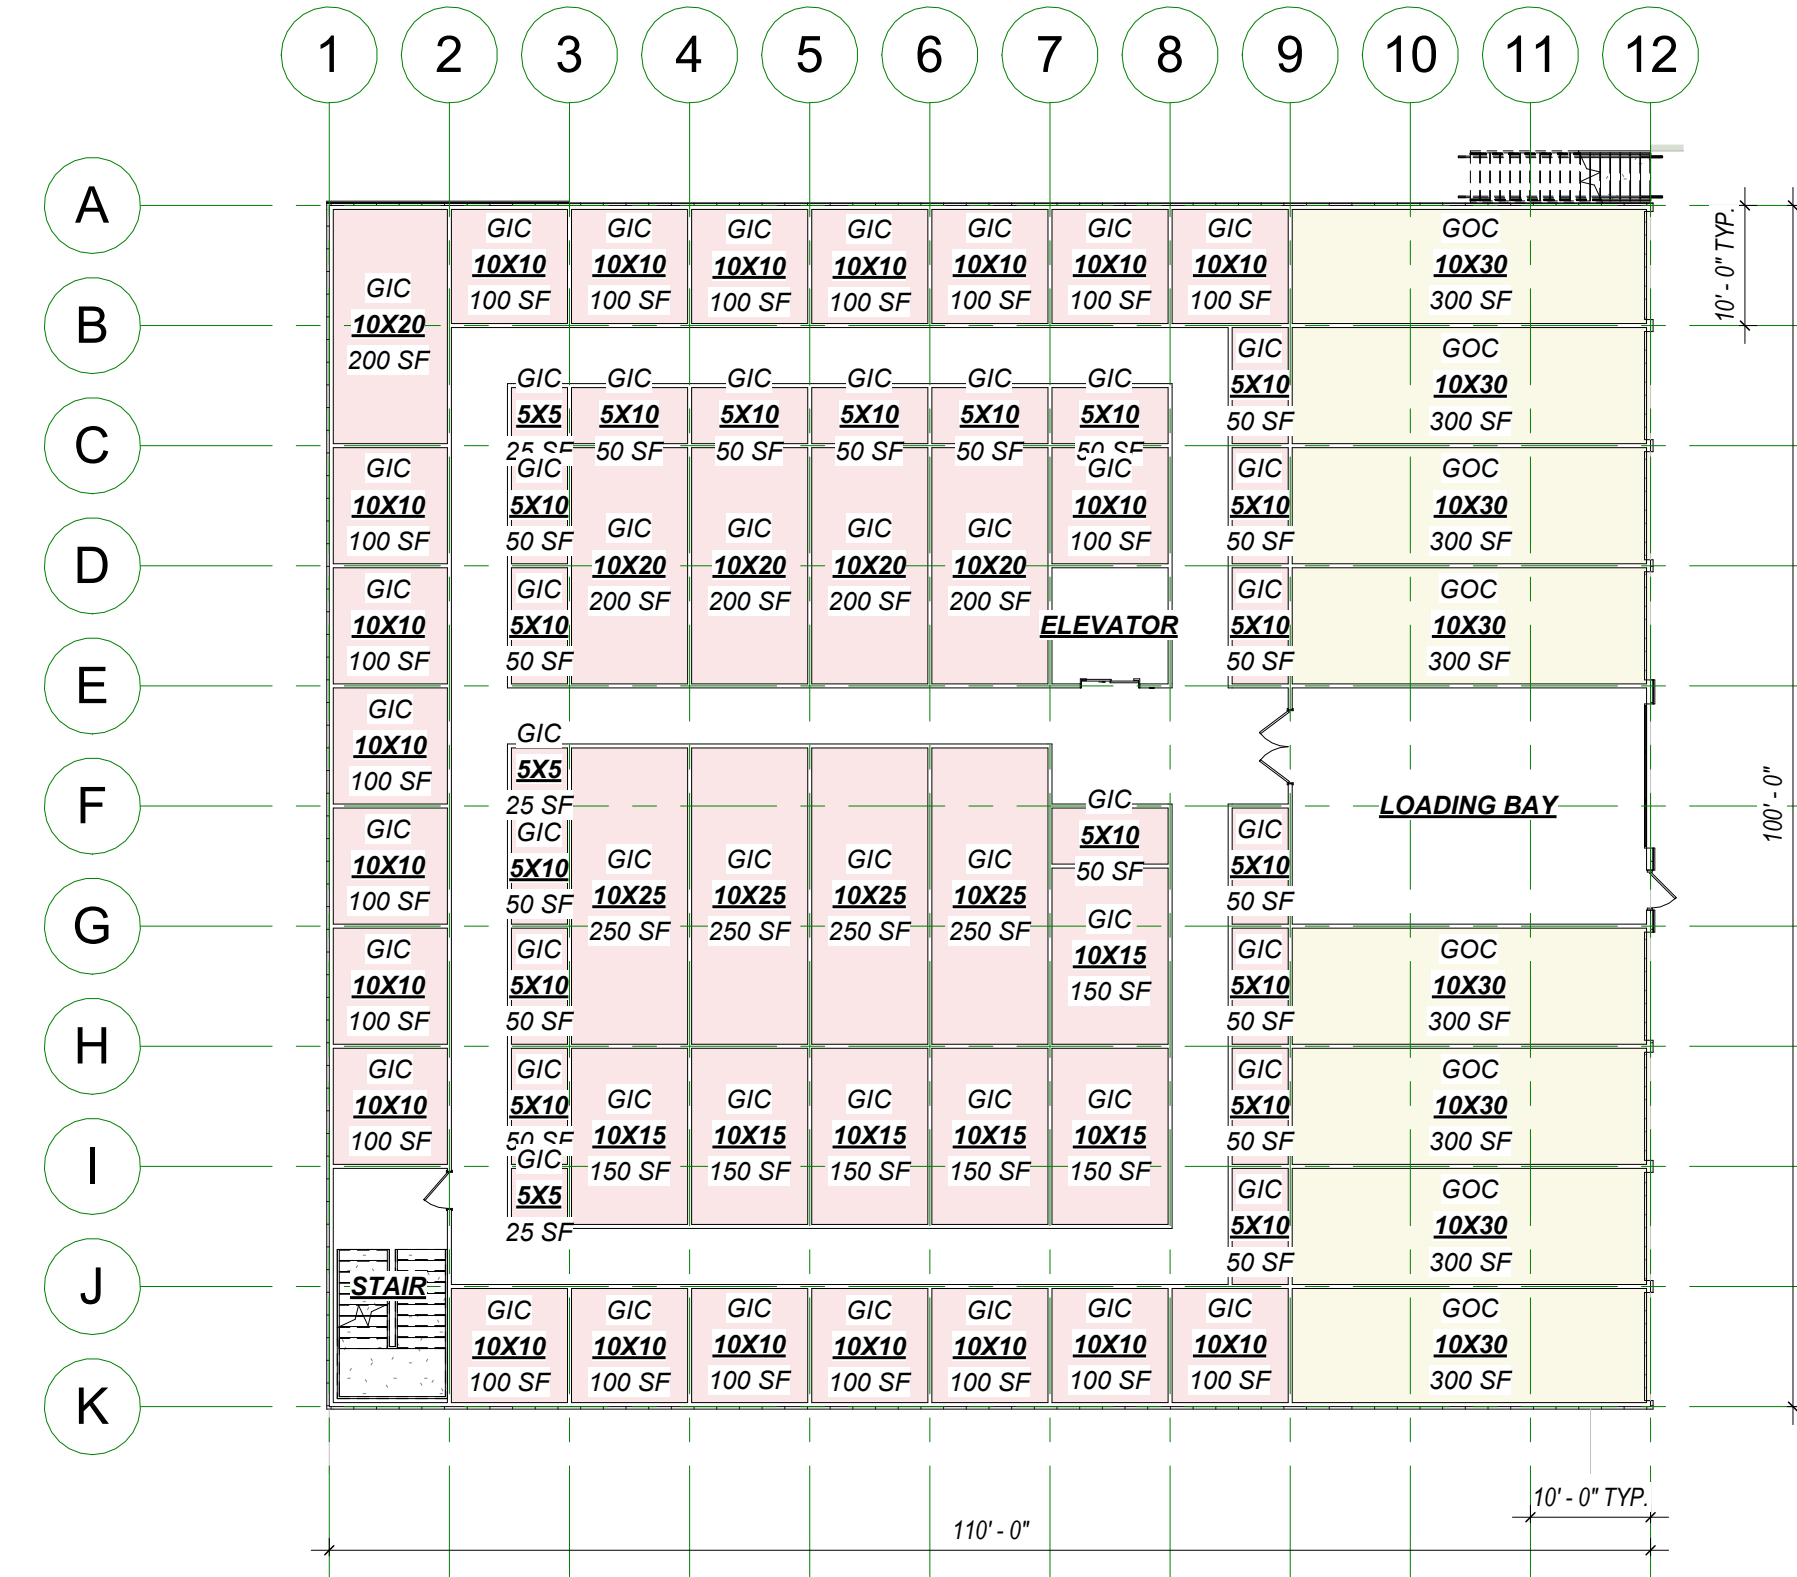 1 2 3 4 5 6 7 8 9 10 11 12
A
GIC GIC GIC GIC GIC GIC GIC GOC
10X10 10X10 10X10 10X10 10X10 10X10 10X10 10X30
100 SF 100 SF 100 SF 100 SF 100 SF 100 SF 100 SF 300 SF
10' - 0" TYP.
GIC
10X20
200 SF
B
GIC GOC
5X10 10X30
50 SF 300 SF
GIC GIC GIC GIC GIC GIC
5X5 5X10 5X10 5X10 5X10 5X10
25 SF 50 SF 50 SF 50 SF 50 SF 50 SF
C
GIC GIC GIC GIC GOC
10X10 5X10 10X10 5X10 10X30
100 SF 50 SF 100 SF 50 SF 300 SF
GIC GIC GIC GIC
10X20 10X20 10X20 10X20
200 SF 200 SF 200 SF 200 SF
D
GIC GIC GIC GOC
10X10 5X10 5X10 10X30
100 SF 50 SF 50 SF 300 SF
ELEVATOR
E
GIC
10X10
100 SF
GIC
5X5
25 SF
F
LOADING BAY
100' - 0"
GIC
5X10
50 SF
GIC GIC GIC
10X10 5X10 5X10
100 SF 50 SF 50 SF
GIC GIC GIC GIC
10X25 10X25 10X25 10X25
250 SF 250 SF 250 SF 250 SF
G
GIC
10X15
150 SF
GIC GIC GIC GOC
10X10 5X10 5X10 10X30
100 SF 50 SF 50 SF 300 SF
H
GIC GIC GIC GOC
10X10 5X10 5X10 10X30
100 SF 50 SF 50 SF 300 SF
GIC GIC GIC GIC GIC
10X15 10X15 10X15 10X15 10X15
150 SF 150 SF 150 SF 150 SF 150 SF
I
GIC GIC GOC
5X5 5X10 10X30
25 SF 50 SF 300 SF
J
STAIR
GIC GIC GIC GIC GIC GIC GIC GOC
10X10 10X10 10X10 10X10 10X10 10X10 10X10 10X30
100 SF 100 SF 100 SF 100 SF 100 SF 100 SF 100 SF 300 SF
K
10' - 0" TYP.
110' - 0"